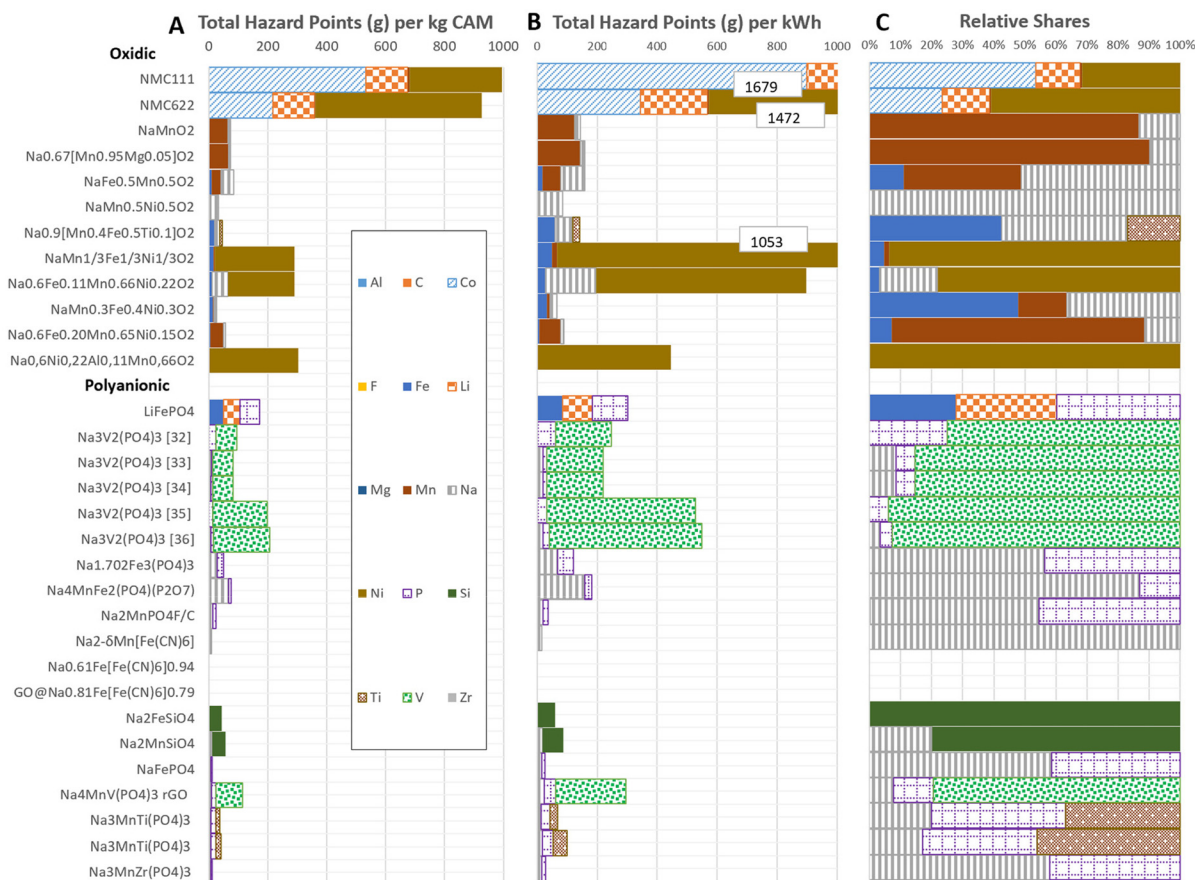 A Total Hazard Points (g) per kg CAM
B Total Hazard Points (g) per kWh
C Relative Shares
0 200 400 600 800 1000
0 200 400 600 800 1000
0% 10% 20% 30% 40% 50% 60% 70% 80% 90% 100%
Oxidic
NMC111
1679
NMC622
1472
NaMnO2
Na0.67[Mn0.95Mg0.05]O2
NaFe0.5Mn0.5O2
NaMn0.5Ni0.5O2
Na0.9[Mn0.4Fe0.5Ti0.1]O2
1053
NaMn1/3Fe1/3Ni1/3O2
Na0.6Fe0.11Mn0.66Ni0.22O2
NaMn0.3Fe0.4Ni0.3O2
Na0.6Fe0.20Mn0.65Ni0.15O2
Na0,6Ni0,22Al0,11Mn0,66O2
Polyanionic
LiFePO4
Na3V2(PO4)3 [32]
Na3V2(PO4)3 [33]
Na3V2(PO4)3 [34]
Na3V2(PO4)3 [35]
Na3V2(PO4)3 [36]
Na1.702Fe3(PO4)3
Na4MnFe2(PO4)(P2O7)
Na2MnPO4F/C
Na2-δMn[Fe(CN)6]
Na0.61Fe[Fe(CN)6]0.94
GO@Na0.81Fe[Fe(CN)6]0.79
Na2FeSiO4
Na2MnSiO4
NaFePO4
Na4MnV(PO4)3 rGO
Na3MnTi(PO4)3
Na3MnTi(PO4)3
Na3MnZr(PO4)3
Al C Co
F Fe Li
Mg Mn Na
Ni P Si
Ti V Zr